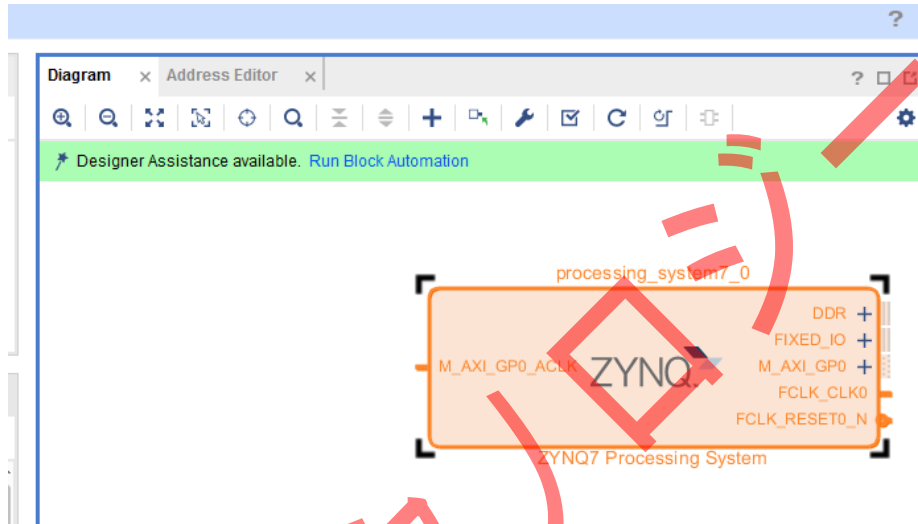 ?
Diagram × Address Editor ×
?
Designer Assistance available. Run Block Automation
processing_system7_0
DDR
FIXED_IO
M_AXI_GP0_ACLK
ZYNQ
M_AXI_GP0
FCLK_CLK0
FCLK_RESET0_N
ZYNQ7 Processing System